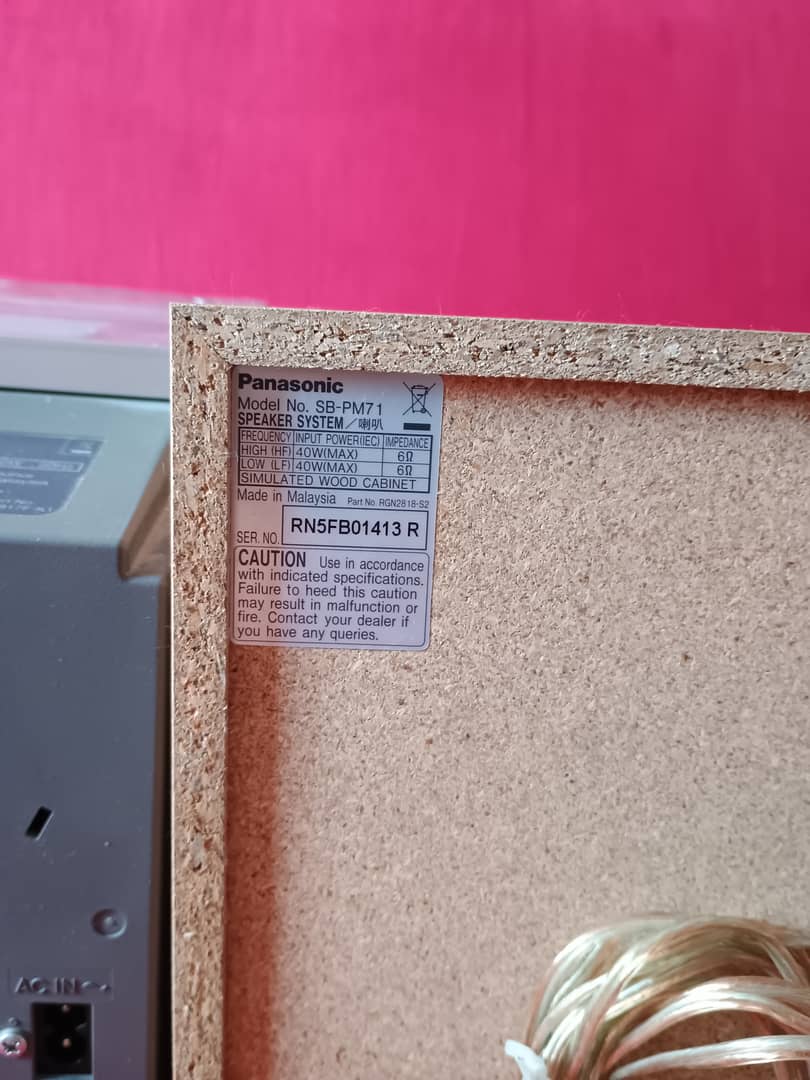 Panasonic
Model No. SB-PM71
SPEAKER SYSTEM/喇叭
FREQUENCY INPUT POWER(IEC) IMPEDANCE
HIGH (HF) 40W(MAX) 6Ω
LOW (LF) 40W(MAX) 6Ω
SIMULATED WOOD CABINET
Made in Malaysia Part No. RGN2818-S2
SER. NO. RN5FB01413 R
CAUTION Use in accordance
with indicated specifications.
Failure to heed this caution
may result in malfunction or
fire. Contact your dealer if
you have any queries.
AC IN ~